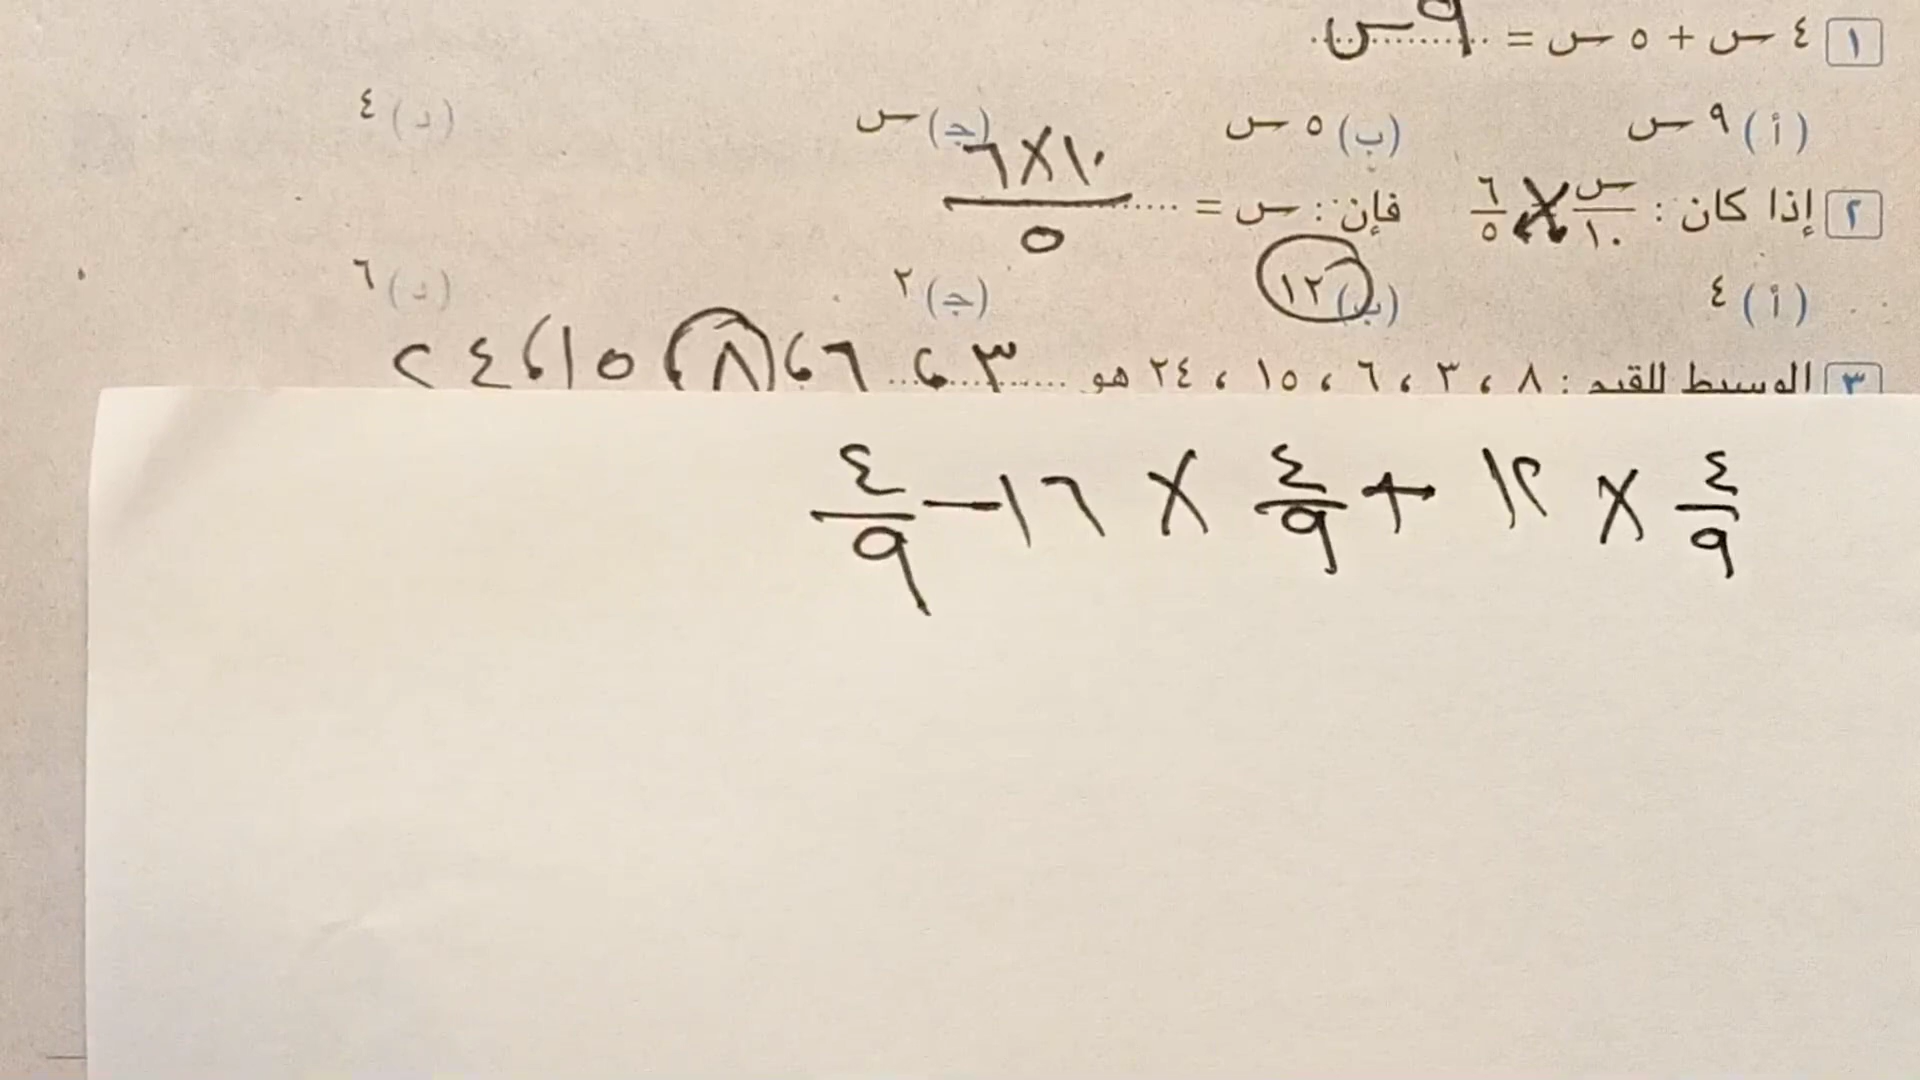 ١ ٤ س + ٥ س = ٩ س
( أ ) ٩ س (ب) ٥ س (جـ) س ( د ) ٤
٢ إذا كان : س/١٠ = ٦/٥ فإن : س = ٦×١٠/٥
( أ ) ٤ (ب) ١٢ (جـ) ٢ ( د ) ٦
٣ الوسيط للقيم : ٨ ، ٣ ، ٦ ، ١٥ ، ٢٤ هو ٣ ، ٦ ، ٨ ، ١٥ ، ٢٤
٤/٩ × ١٢ + ٤/٩ × ١٦ − ٤/٩